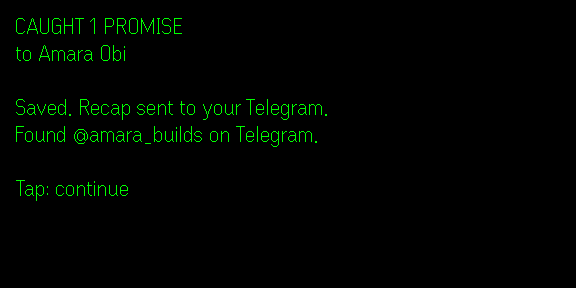 CAUGHT 1 PROMISE
to Amara Obi
Saved. Recap sent to your Telegram.
Found @amara_builds on Telegram.
Tap: continue